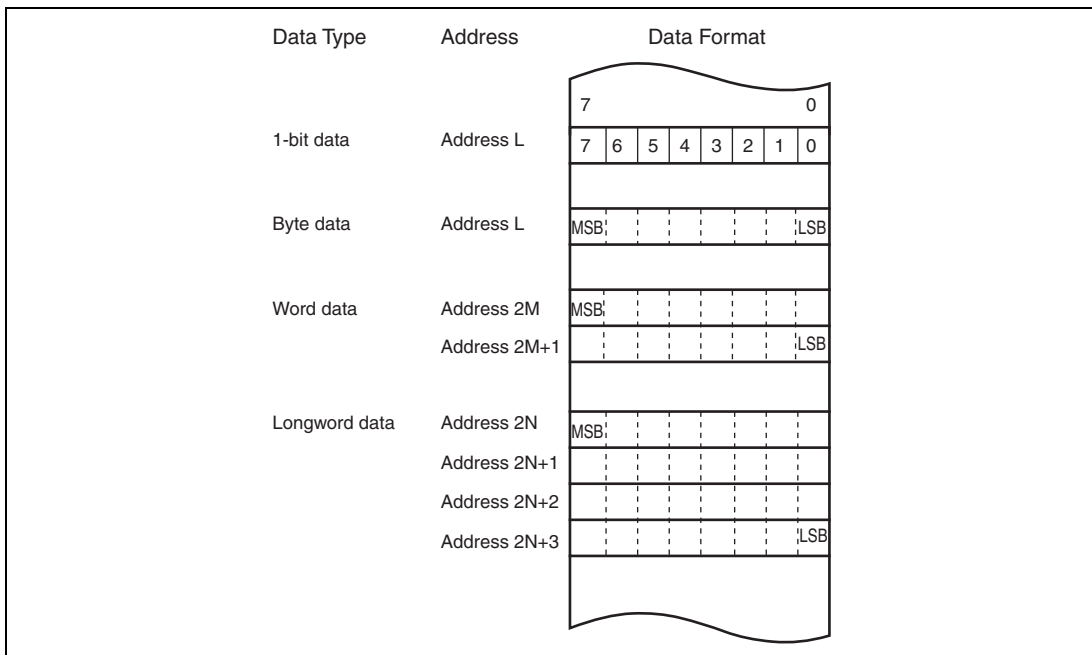 Data Type Address Data Format
7 0
1-bit data Address L 7 6 5 4 3 2 1 0
Byte data Address L MSB LSB
Word data Address 2M MSB
Address 2M+1 LSB
Longword data Address 2N MSB
Address 2N+1
Address 2N+2
Address 2N+3 LSB